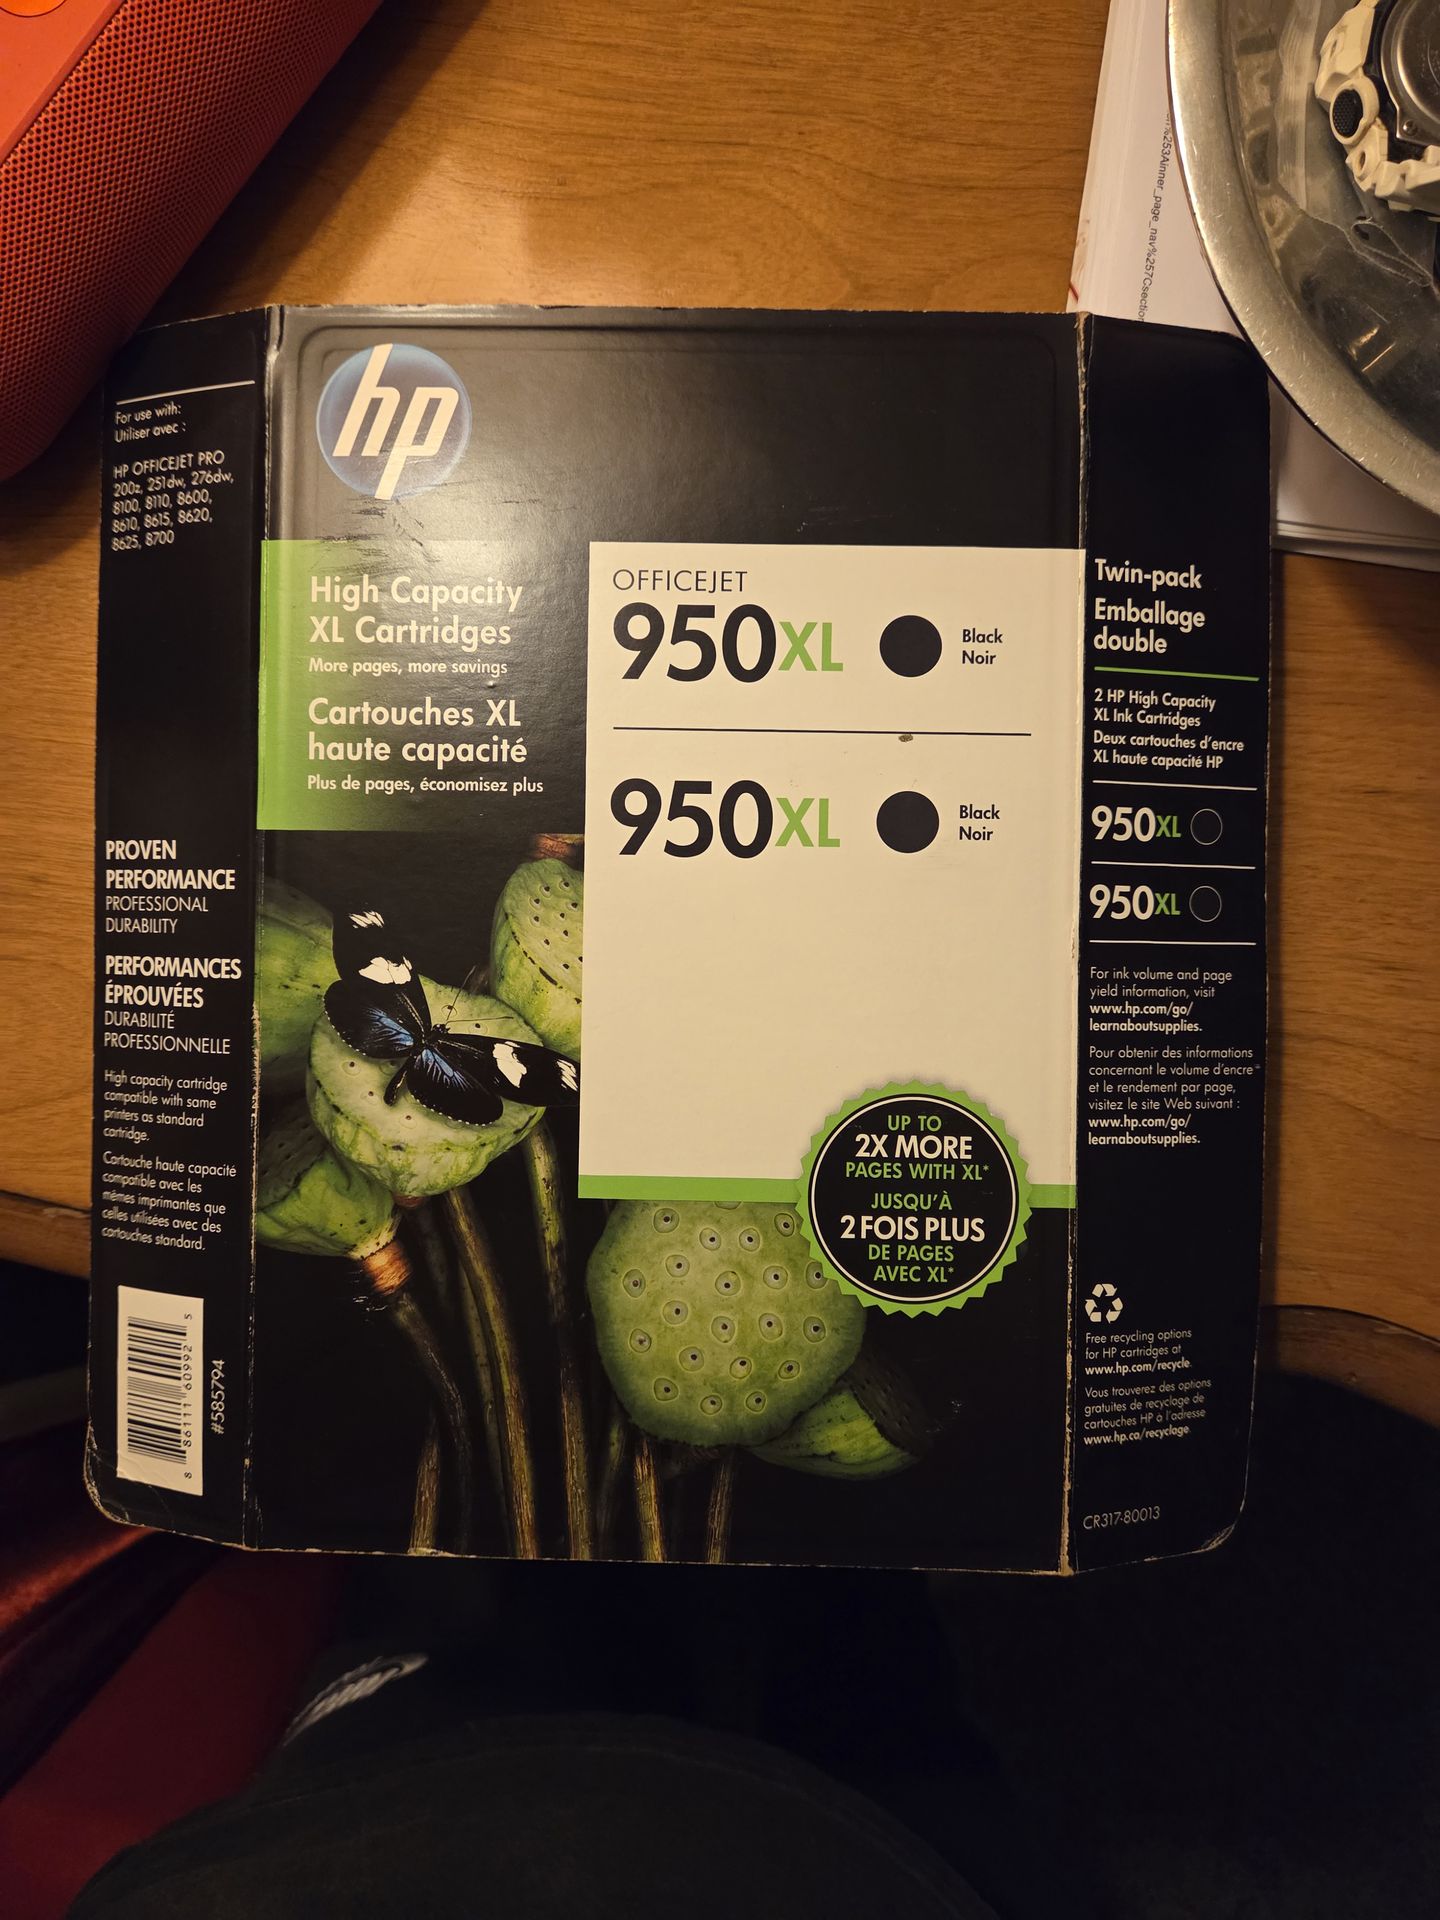 n%253Ainner_page_nav%257Csection
For use with:
Utiliser avec :
HP OFFICEJET PRO
200z, 251dw, 276dw,
8100, 8110, 8600,
8610, 8615, 8620,
8625, 8700
PROVEN
PERFORMANCE
PROFESSIONAL
DURABILITY
PERFORMANCES
ÉPROUVÉES
DURABILITÉ
PROFESSIONNELLE
High capacity cartridge
compatible with same
printers as standard
cartridge.
Cartouche haute capacité
compatible avec les
mêmes imprimantes que
celles utilisées avec des
cartouches standard.
8 86111 60992 5
#585794
hp
High Capacity
XL Cartridges
More pages, more savings
Cartouches XL
haute capacité
Plus de pages, économisez plus
OFFICEJET
950XL
Black
Noir
950XL
Black
Noir
UP TO
2X MORE
PAGES WITH XL*
JUSQU'À
2 FOIS PLUS
DE PAGES
AVEC XL*
Twin-pack
Emballage
double
2 HP High Capacity
XL Ink Cartridges
Deux cartouches d'encre
XL haute capacité HP
950XL
950XL
For ink volume and page
yield information, visit
www.hp.com/go/
learnaboutsupplies.
Pour obtenir des informations
concernant le volume d'encre
et le rendement par page,
visitez le site Web suivant :
www.hp.com/go/
learnaboutsupplies.
Free recycling options
for HP cartridges at
www.hp.com/recycle
Vous trouverez des options
gratuites de recyclage de
cartouches HP à l'adresse
www.hp.ca/recyclage
CR317-80013